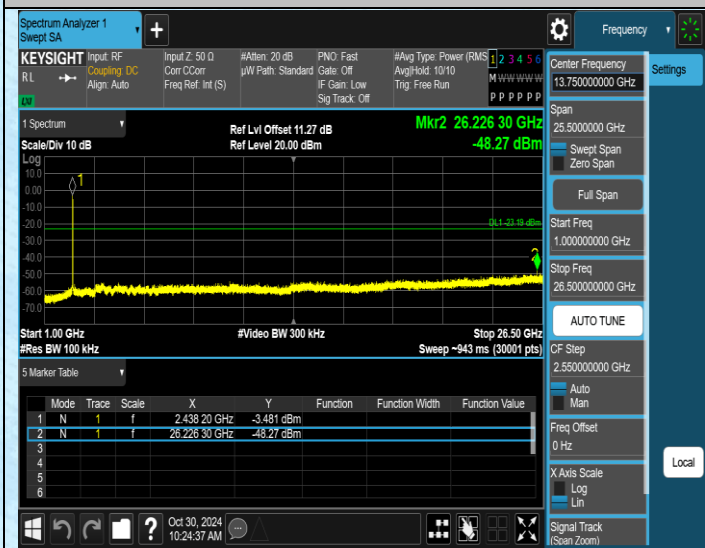 Spectrum Analyzer 1
Swept SA
+
Frequency
KEYSIGHT
RL
LXI
Input: RF
Coupling: DC
Align: Auto
Input Z: 50 Ω
Corr CCorr
Freq Ref: Int (S)
#Atten: 20 dB
µW Path: Standard
PNO: Fast
Gate: Off
IF Gain: Low
Sig Track: Off
#Avg Type: Power (RMS
Avg|Hold: 10/10
Trig: Free Run
1 2 3 4 5 6
M W W W W W
P P P P P P
1 Spectrum
Scale/Div 10 dB
Ref Lvl Offset 11.27 dB
Ref Level 20.00 dBm
Mkr2 26.226 30 GHz
-48.27 dBm
Log
10.0
0.00
-10.0
-20.0
-30.0
-40.0
-50.0
-60.0
-70.0
1
2
DL1 -23.19 dBm
Start 1.00 GHz
#Res BW 100 kHz
#Video BW 300 kHz
Stop 26.50 GHz
Sweep ~943 ms (30001 pts)
5 Marker Table
Mode Trace Scale X Y Function Function Width Function Value
1 N 1 f 2.438 20 GHz -3.481 dBm
2 N 1 f 26.226 30 GHz -48.27 dBm
3
4
5
6
?
Oct 30, 2024
10:24:37 AM
Center Frequency
13.750000000 GHz
Settings
Span
25.5000000 GHz
Swept Span
Zero Span
Full Span
Start Freq
1.000000000 GHz
Stop Freq
26.500000000 GHz
AUTO TUNE
CF Step
2.550000000 GHz
Auto
Man
Freq Offset
0 Hz
Local
X Axis Scale
Log
Lin
Signal Track
(Span Zoom)